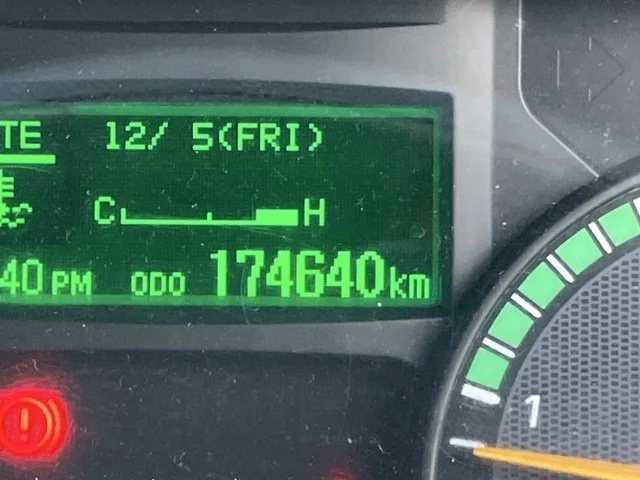 TE 12/ 5(FRI)
C H
40 PM ODO 174640km
!
1